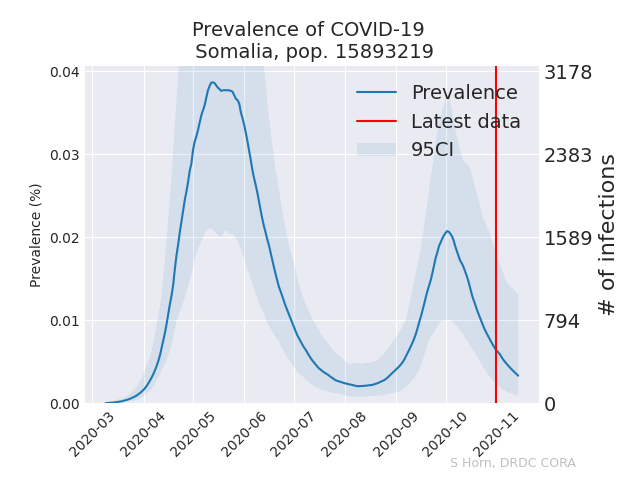 Prevalence of COVID-19
Somalia, pop. 15893219
Prevalence
Latest data
95CI
Prevalence (%)
0.04
0.03
0.02
0.01
0.00
3178
2383
1589
794
0
# of infections
2020-03
2020-04
2020-05
2020-06
2020-07
2020-08
2020-09
2020-10
2020-11
S Horn, DRDC CORA